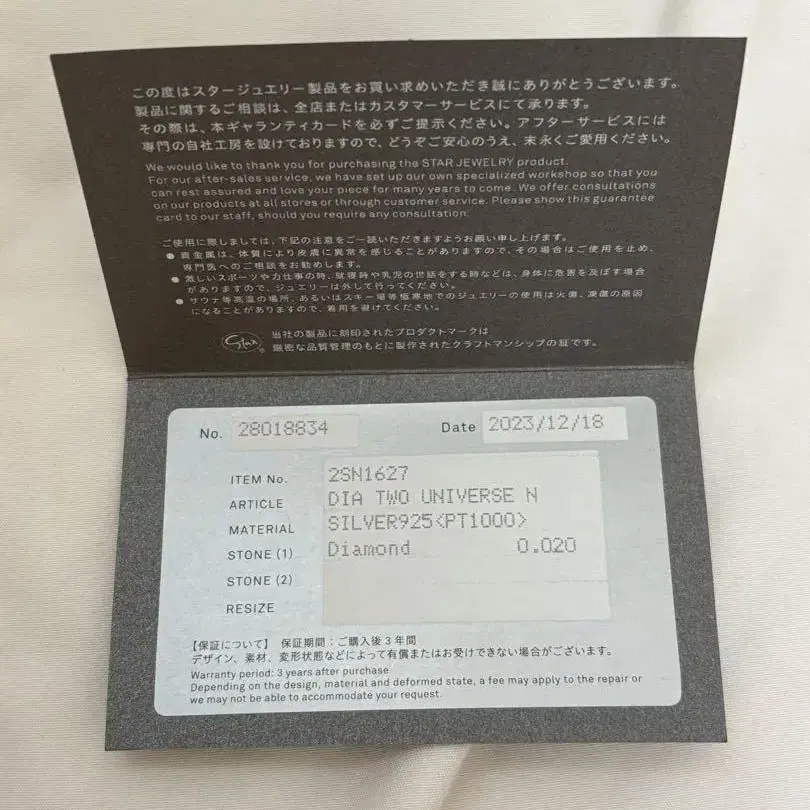 この度はスタージュエリー製品をお買い求めいただき誠にありがとうございます。
製品に関するご相談は、全店またはカスタマーサービスにて承ります。
その際は、本ギャランティカードを必ずご提示ください。アフターサービスには
専門の自社工房を設けておりますので、どうぞご安心のうえ、末永くご愛用ください。
We would like to thank you for purchasing the STAR JEWELRY product.
For our after-sales service, we have set up our own specialized workshop so that you
can rest assured and love your piece for many years to come. We offer consultations
on our products at all stores or through customer service. Please show this guarantee
card to our staff, should you require any consultation.
ご使用に際しましては、下記の注意をご一読いただきますようお願い申し上げます。
● 貴金属は、体質により皮膚に異常を感じることがありますので、その場合はご使用を止め、
専門医へのご相談をお勧めします。
● 激しいスポーツや力仕事の時、就寝時や乳児の世話をする時などは、身体に危害を及ぼす場合
がありますので、ジュエリーは外して行ってください。
● サウナ等高温の場所、あるいはスキー場等極寒地でのジュエリーの使用は火傷、凍傷の原因
になることがありますので、着用を避けてください。
Star® 当社の製品に刻印されたプロダクトマークは
厳密な品質管理のもとに製作されたクラフトマンシップの証です。
No. 28018834 Date 2023/12/18
ITEM No. 2SN1627
ARTICLE DIA TWO UNIVERSE N
MATERIAL SILVER925<PT1000>
STONE (1) Diamond 0.020
STONE (2)
RESIZE
【保証について】 保証期間：ご購入後3年間
デザイン、素材、変形状態などによって有償またはお受けできない場合がございます。
Warranty period: 3 years after purchase
Depending on the design, material and deformed state, a fee may apply to the repair or
we may not be able to accommodate your request.